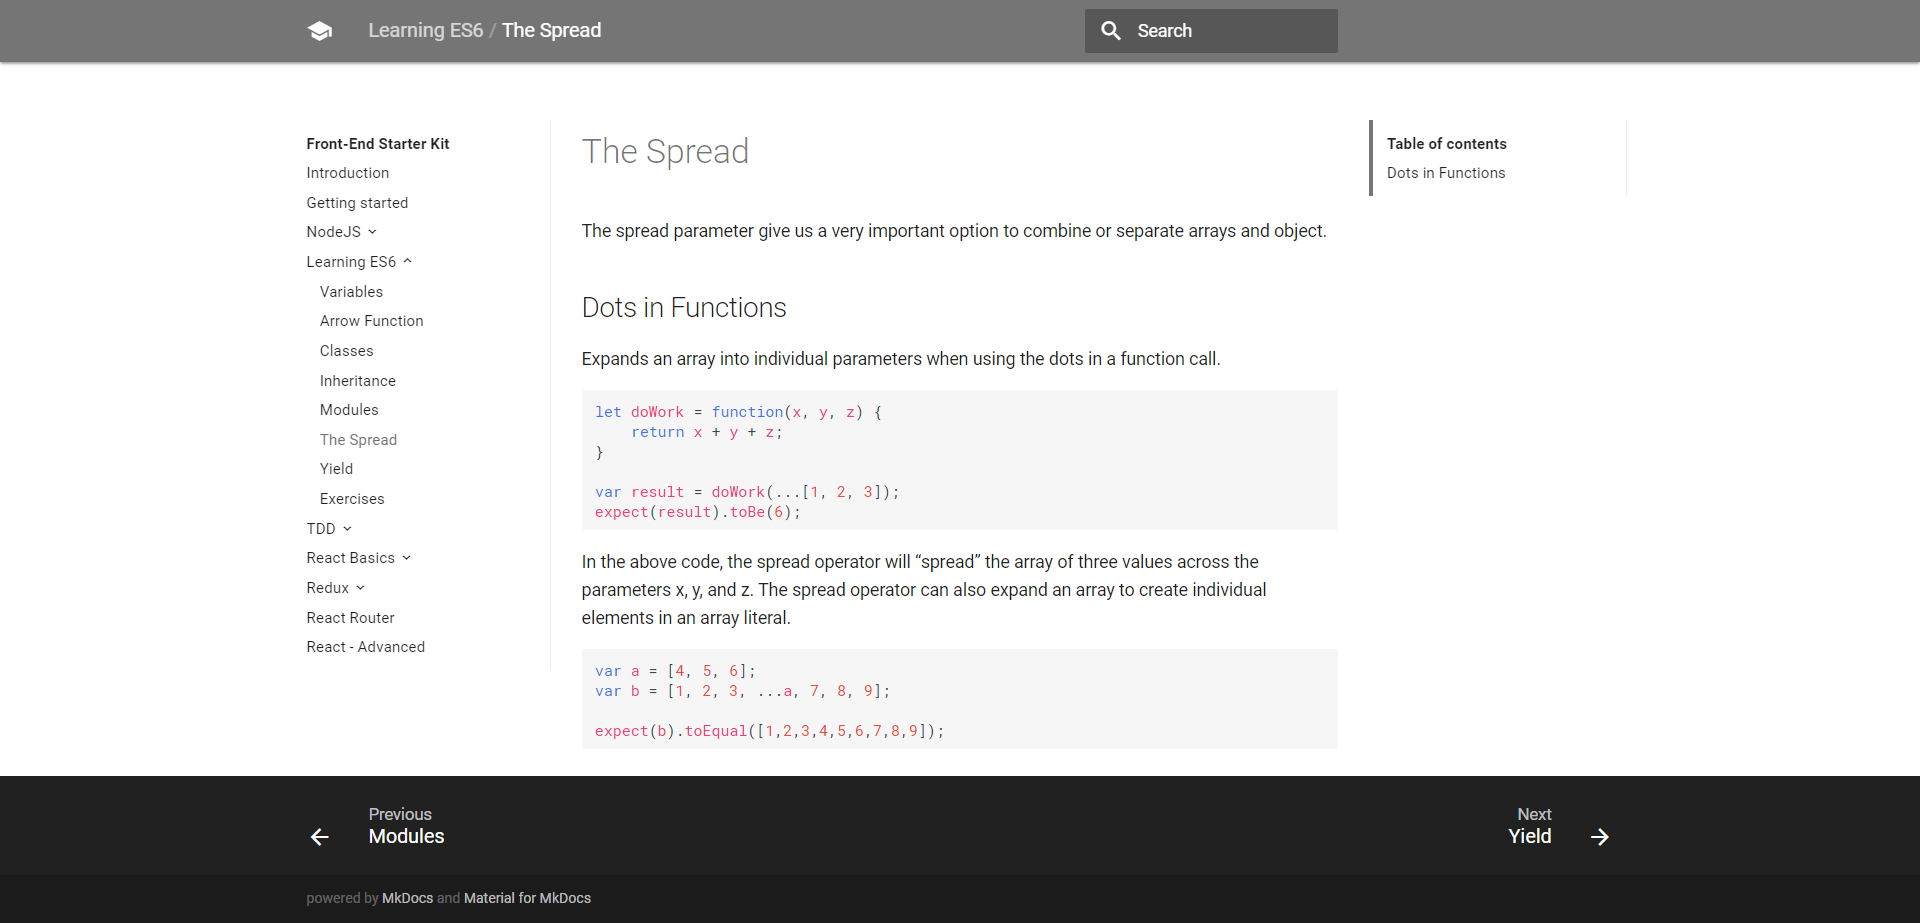 Learning ES6 / The Spread
Search
Front-End Starter Kit
Introduction
Getting started
NodeJS
Learning ES6
Variables
Arrow Function
Classes
Inheritance
Modules
The Spread
Yield
Exercises
TDD
React Basics
Redux
React Router
React - Advanced
The Spread
The spread parameter give us a very important option to combine or separate arrays and object.
Dots in Functions
Expands an array into individual parameters when using the dots in a function call.
let doWork = function(x, y, z) {
    return x + y + z;
}
var result = doWork(...[1, 2, 3]);
expect(result).toBe(6);
In the above code, the spread operator will “spread” the array of three values across the
parameters x, y, and z. The spread operator can also expand an array to create individual
elements in an array literal.
var a = [4, 5, 6];
var b = [1, 2, 3, ...a, 7, 8, 9];
expect(b).toEqual([1,2,3,4,5,6,7,8,9]);
Table of contents
Dots in Functions
Previous
Modules
Next
Yield
powered by MkDocs and Material for MkDocs